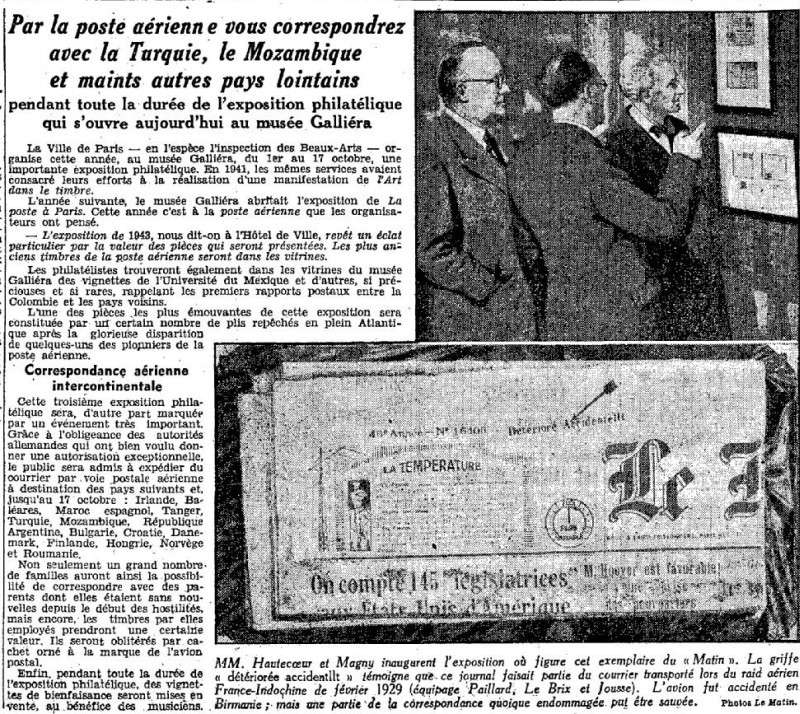 Par la poste aérienne vous correspondrez
avec la Turquie, le Mozambique
et maints autres pays lointains
pendant toute la durée de l'exposition philatélique
qui s'ouvre aujourd'hui au musée Galliéra
La Ville de Paris — en l'espèce l'inspection des Beaux-Arts — or-
ganise cette année, au musée Galliéra, du 1er au 17 octobre, une
importante exposition philatélique. En 1941, les mêmes services avaient
consacré leurs efforts à la réalisation d'une manifestation de l'Art
dans le timbre.
L'année suivante, le musée Galliera abritait l'exposition de La
poste à Paris. Cette année c'est à la poste aérienne que les organisa-
teurs ont pensé.
— L'exposition de 1943, nous dit-on à l'Hôtel de Ville, revêt un éclat
particulier par la valeur des pièces qui seront présentées. Les plus an-
ciens timbres de la poste aérienne seront dans les vitrines.
Les philatélistes trouveront également dans les vitrines du musée
Galliéra des vignettes de l'Université du Mexique et d'autres, si pré-
cieuses et si rares, rappelant les premiers rapports postaux entre la
Colombie et les pays voisins.
L'une des pièces les plus émouvantes de cette exposition sera
constituée par un certain nombre de plis repêchés en plein Atlanti-
que après la glorieuse disparition
de quelques-uns des pionniers de la
poste aérienne.
Correspondance aérienne
intercontinentale
Cette troisième exposition phila-
télique sera, d'autre part marquée
par un événement très important.
Grâce à l'obligeance des autorités
allemandes qui ont bien voulu don-
ner une autorisation exceptionnelle,
le public sera admis à expédier du
courrier par voie postale aérienne
à destination des pays suivants et,
jusqu'au 17 octobre : Irlande, Ba-
léares, Maroc espagnol, Tanger,
Turquie, Mozambique, République
Argentine, Bulgarie, Croatie, Dane-
mark, Finlande, Hongrie, Norvège
et Roumanie.
Non seulement un grand nombre
de familles auront ainsi la possibi-
lité de correspondre avec des pa-
rents dont elles étaient sans nou-
velles depuis le début des hostilités,
mais encore, les timbres par elles
employés prendront une certaine
valeur. Ils seront oblitérés par ca-
chet orné à la marque de l'avion
postal.
Enfin, pendant toute la durée de
l'exposition philatélique, des vignet-
tes de bienfaisance seront mises en
vente, au bénéfice des musiciens.
46e Année — N° 16406 — Détérioré Accidentellt
LA TEMPÉRATURE
Le
On compte 145 "législatrices"
aux États-Unis d'Amérique
M. Hoover est favorable
MM. Hautecœur et Magny inaugurent l'exposition où figure cet exemplaire du « Matin ». La griffe
« détériorée accidentllt » témoigne que ce journal faisait partie du courrier transporté lors du raid aérien
France-Indochine de février 1929 (équipage Paillard, Le Brix et Jousse). L'avion fut accidenté en
Birmanie ; mais une partie de la correspondance quoique endommagée put être sauvée.
Photos Le Matin.